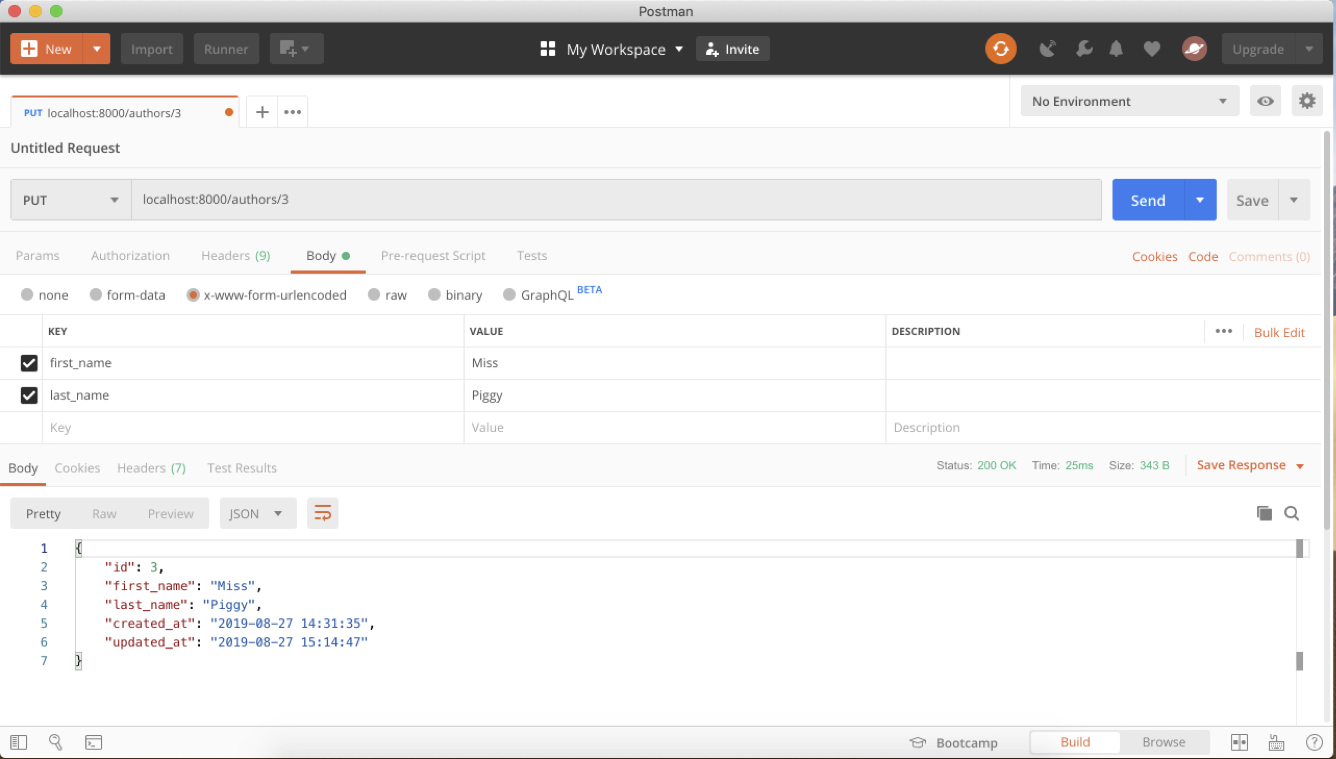 Postman
New Import Runner My Workspace Invite Upgrade
PUT localhost:8000/authors/3 No Environment
Untitled Request
PUT localhost:8000/authors/3 Send Save
Params Authorization Headers (9) Body Pre-request Script Tests Cookies Code Comments (0)
none form-data x-www-form-urlencoded raw binary GraphQL BETA
KEY VALUE DESCRIPTION Bulk Edit
first_name Miss
last_name Piggy
Key Value Description
Body Cookies Headers (7) Test Results Status: 200 OK Time: 25ms Size: 343 B Save Response
Pretty Raw Preview JSON
1 {
2 "id": 3,
3 "first_name": "Miss",
4 "last_name": "Piggy",
5 "created_at": "2019-08-27 14:31:35",
6 "updated_at": "2019-08-27 15:14:47"
7 }
Bootcamp Build Browse